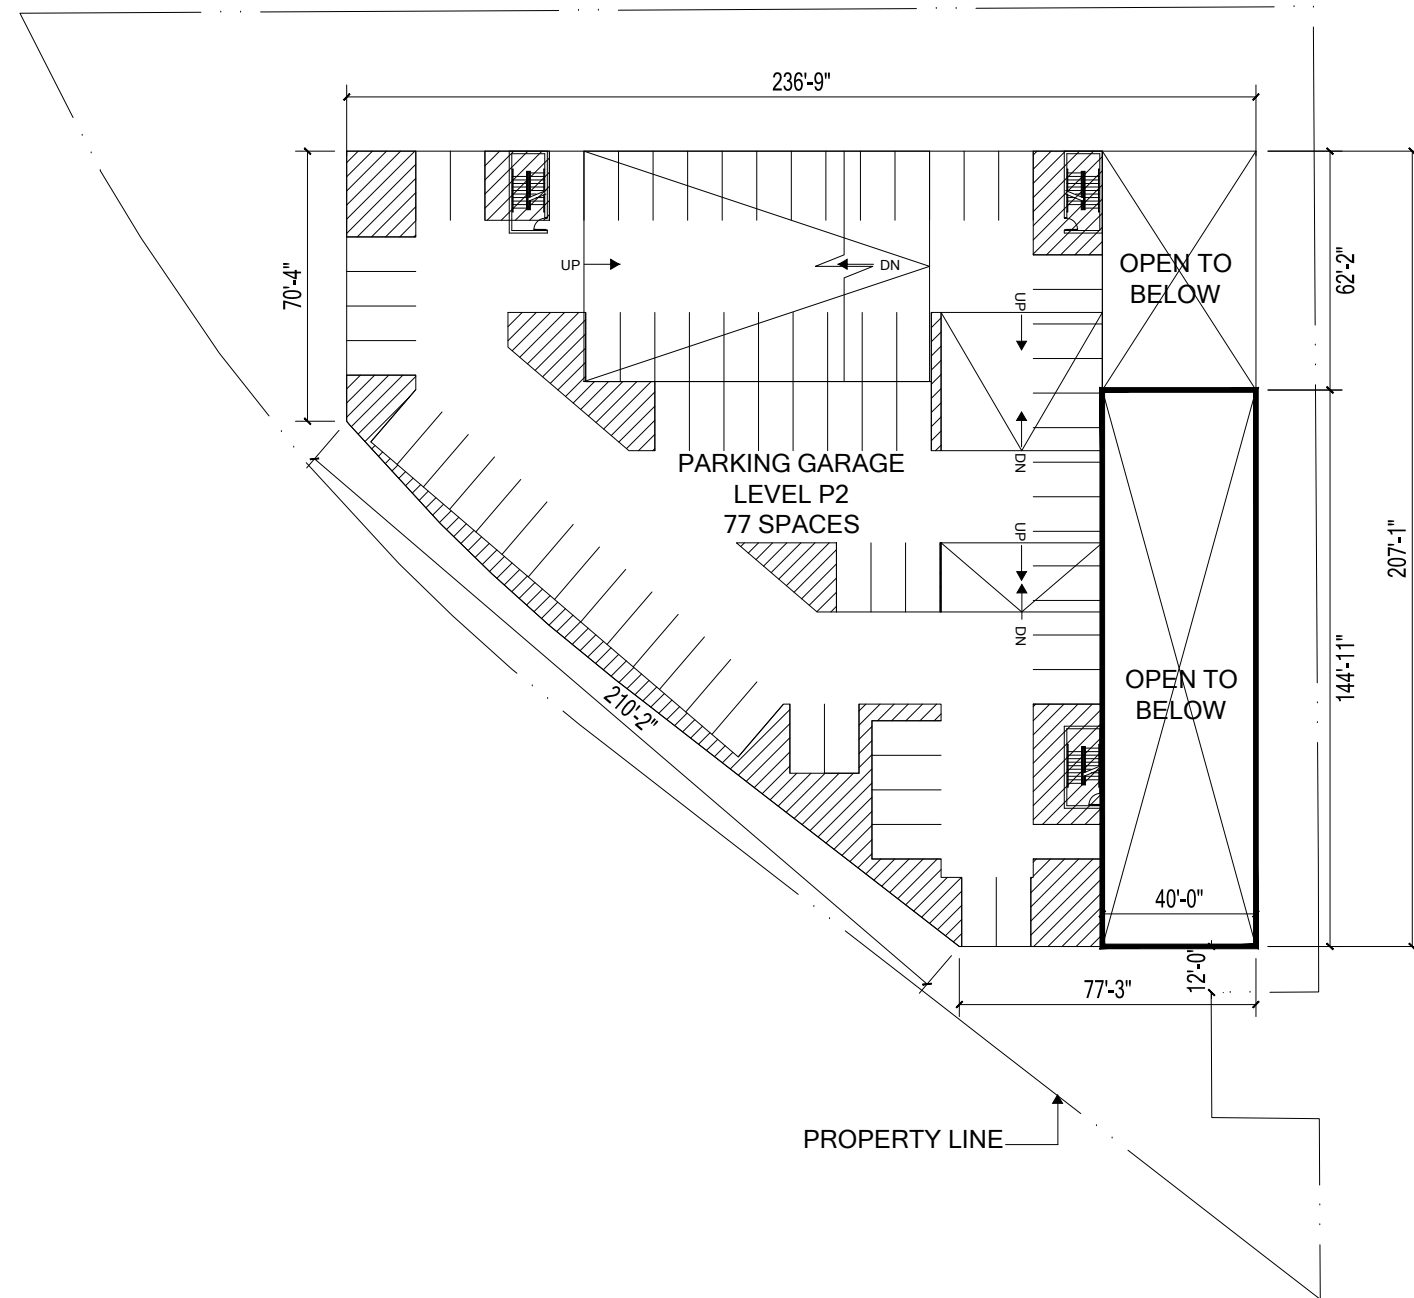 236'-9"
70'-4"
UP
DN
UP
OPEN TO
BELOW
62'-2"
DN
PARKING GARAGE
LEVEL P2
77 SPACES
UP
DN
207'-1"
144'-11"
OPEN TO
BELOW
210'-2"
40'-0"
12'-0"
77'-3"
PROPERTY LINE